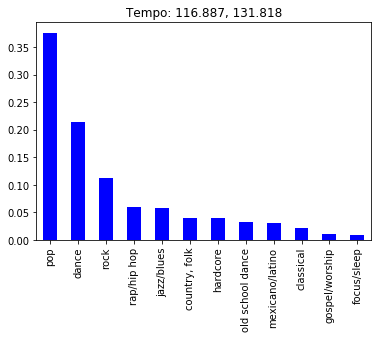 Tempo: 116.887, 131.818
0.35
0.30
0.25
0.20
0.15
0.10
0.05
0.00
pop
dance
rock
rap/hip hop
jazz/blues
country, folk
hardcore
old school dance
mexicano/latino
classical
gospel/worship
focus/sleep